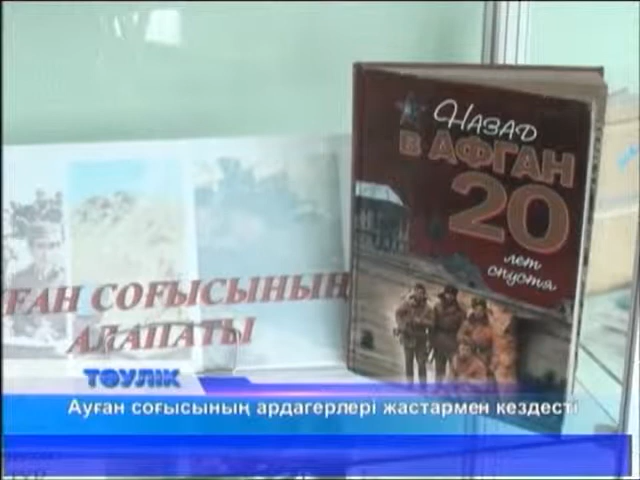 НАЗАД
В АФГАН
20
лет
спустя
ҒАН СОҒЫСЫНЫҢ
АЛАПАТЫ
ТӘУЛІК
Ауған соғысының ардагерлері жастармен кездесті